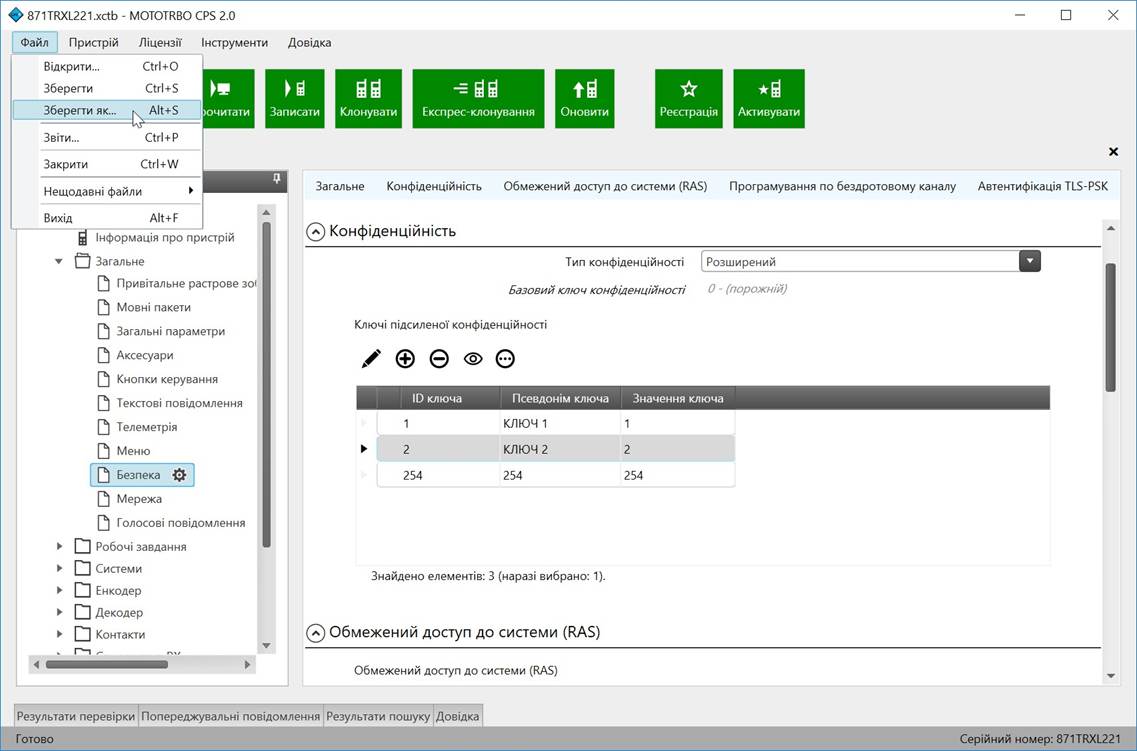 871TRXL221.xctb - MOTOTRBO CPS 2.0
Файл Пристрій Ліцензії Інструменти Довідка
Відкрити... Ctrl+O
Зберегти Ctrl+S
Зберегти як... Alt+S
Звіти... Ctrl+P
Закрити Ctrl+W
Нещодавні файли
Вихід Alt+F
рочитати Записати Клонувати Експрес-клонування Оновити Реєстрація Активувати
Інформація про пристрій
Загальне
Привітальне растрове зоб
Мовні пакети
Загальні параметри
Аксесуари
Кнопки керування
Текстові повідомлення
Телеметрія
Меню
Безпека
Мережа
Голосові повідомлення
Робочі завдання
Системи
Енкодер
Декодер
Контакти
Загальне Конфіденційність Обмежений доступ до системи (RAS) Програмування по бездротовому каналу Автентифікація TLS-PSK
Конфіденційність
Тип конфіденційності Розширений
Базовий ключ конфіденційності 0 - (порожній)
Ключі підсиленої конфіденційності
ID ключа Псевдонім ключа Значення ключа
1 КЛЮЧ 1 1
2 КЛЮЧ 2 2
254 254 254
Знайдено елементів: 3 (наразі вибрано: 1).
Обмежений доступ до системи (RAS)
Обмежений доступ до системи (RAS)
Результати перевірки Попереджувальні повідомлення Результати пошуку Довідка
Готово Серійний номер: 871TRXL221